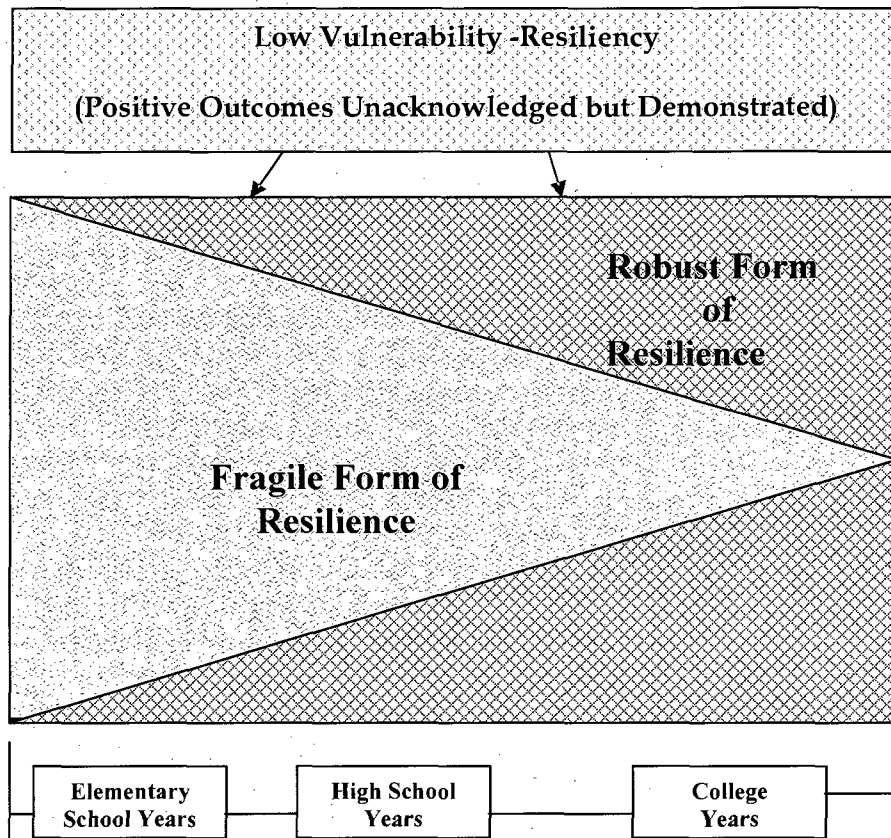 Low Vulnerability -Resiliency
(Positive Outcomes Unacknowledged but Demonstrated)
Robust Form
of
Resilience
Fragile Form of
Resilience
Elementary
School Years
High School
Years
College
Years